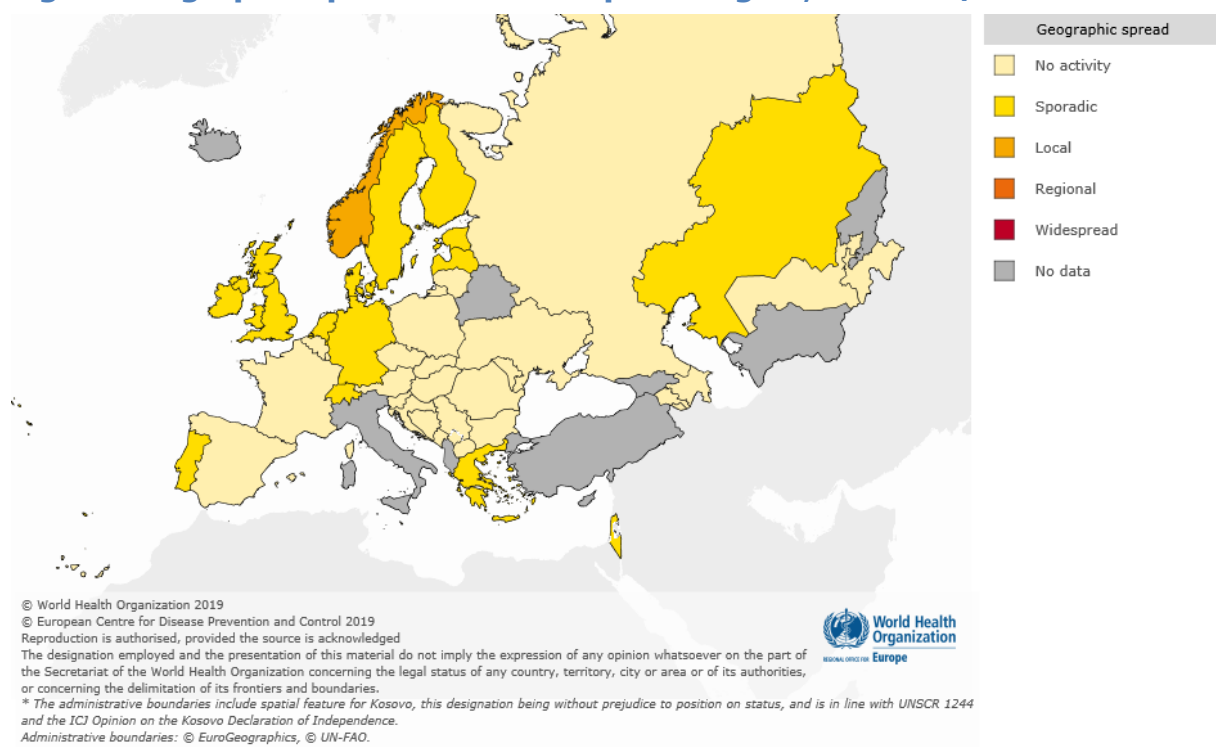 Geographic spread
No activity
Sporadic
Local
Regional
Widespread
No data
© World Health Organization 2019
© European Centre for Disease Prevention and Control 2019
Reproduction is authorised, provided the source is acknowledged
The designation employed and the presentation of this material do not imply the expression of any opinion whatsoever on the part of
the Secretariat of the World Health Organization concerning the legal status of any country, territory, city or area or of its authorities,
or concerning the delimitation of its frontiers and boundaries.
* The administrative boundaries include spatial feature for Kosovo, this designation being without prejudice to position on status, and is in line with UNSCR 1244
and the ICJ Opinion on the Kosovo Declaration of Independence.
Administrative boundaries: © EuroGeographics, © UN-FAO.
World Health
Organization
REGIONAL OFFICE FOR Europe